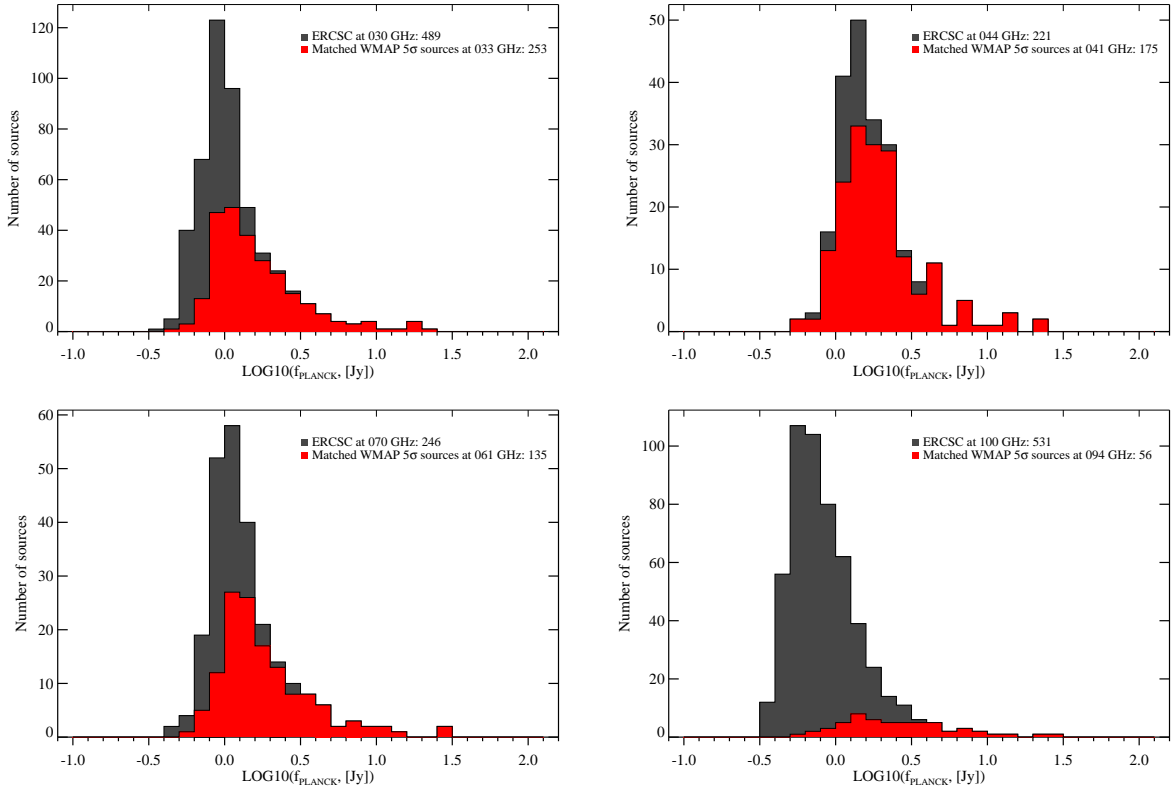 120
100
80
60
40
20
0
Number of sources
ERCSC at 030 GHz: 489
Matched WMAP 5σ sources at 033 GHz: 253
-1.0 -0.5 0.0 0.5 1.0 1.5 2.0
LOG10(fPLANCK, [Jy])
50
40
30
20
10
0
Number of sources
ERCSC at 044 GHz: 221
Matched WMAP 5σ sources at 041 GHz: 175
-1.0 -0.5 0.0 0.5 1.0 1.5 2.0
LOG10(fPLANCK, [Jy])
60
50
40
30
20
10
0
Number of sources
ERCSC at 070 GHz: 246
Matched WMAP 5σ sources at 061 GHz: 135
-1.0 -0.5 0.0 0.5 1.0 1.5 2.0
LOG10(fPLANCK, [Jy])
100
80
60
40
20
0
Number of sources
ERCSC at 100 GHz: 531
Matched WMAP 5σ sources at 094 GHz: 56
-1.0 -0.5 0.0 0.5 1.0 1.5 2.0
LOG10(fPLANCK, [Jy])